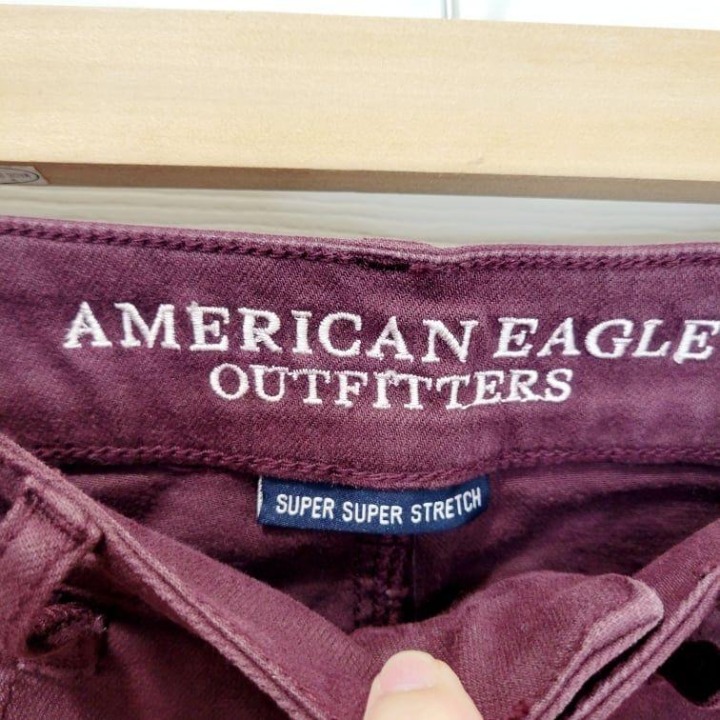 AMERICAN EAGLE
OUTFITTERS
SUPER SUPER STRETCH